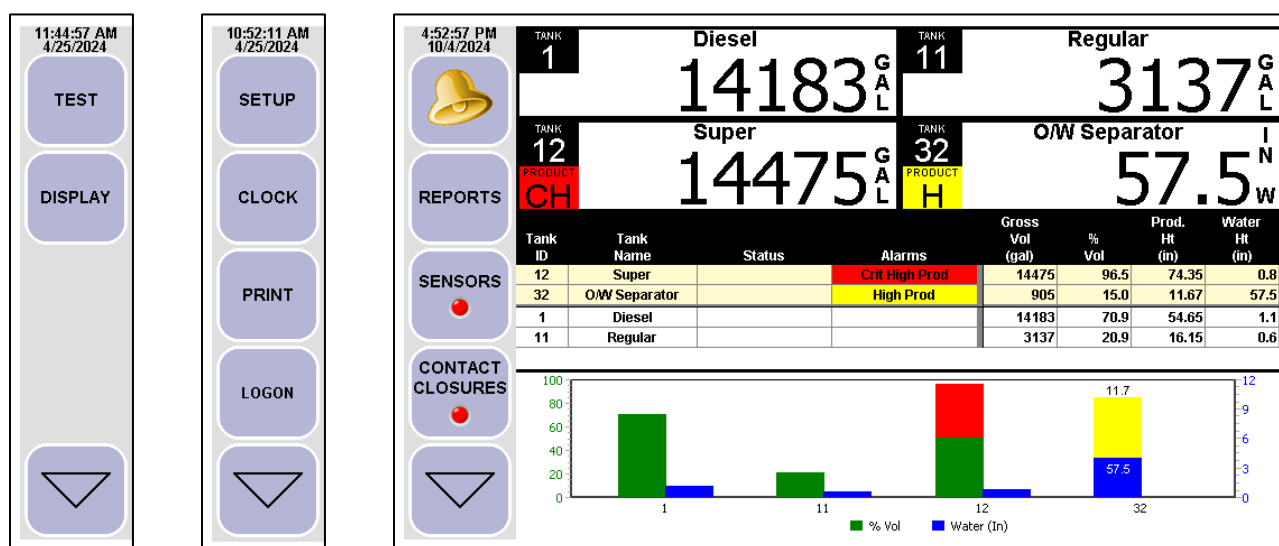 11:44:57 AM
4/25/2024
TEST
DISPLAY
10:52:11 AM
4/25/2024
SETUP
CLOCK
PRINT
LOGON
4:52:57 PM
10/4/2024
REPORTS
SENSORS
CONTACT
CLOSURES
TANK
1
Diesel
14183
GAL
TANK
11
Regular
3137
GAL
TANK
12
PRODUCT
CH
Super
14475
GAL
TANK
32
PRODUCT
H
O/W Separator
57.5
IN W
Tank ID Tank Name Status Alarms Gross Vol (gal) % Vol Prod. Ht (in) Water Ht (in)
12 Super Crit High Prod 14475 96.5 74.35 0.8
32 O/W Separator High Prod 905 15.0 11.67 57.5
1 Diesel 14183 70.9 54.65 1.1
11 Regular 3137 20.9 16.15 0.6
100
80
60
40
20
0
11.7
57.5
12
9
6
3
0
1 11 12 32
% Vol Water (In)